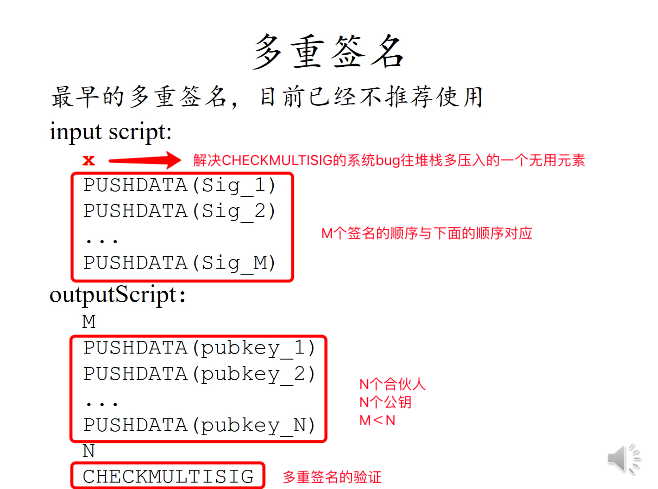 多重签名
最早的多重签名，目前已经不推荐使用
input script:
x 解决CHECKMULTISIG的系统bug往堆栈多压入的一个无用元素
PUSHDATA(Sig_1)
PUSHDATA(Sig_2)
...
M个签名的顺序与下面的顺序对应
PUSHDATA(Sig_M)
outputScript：
M
PUSHDATA(pubkey_1)
PUSHDATA(pubkey_2)
...
PUSHDATA(pubkey_N)
N个合伙人
N个公钥
M＜N
N
CHECKMULTISIG 多重签名的验证